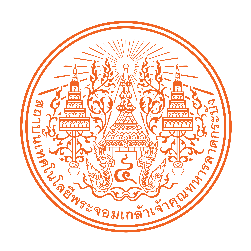 สถาบันเทคโนโลยีพระจอมเกล้าเจ้าคุณทหารลาดกระบัง
๔